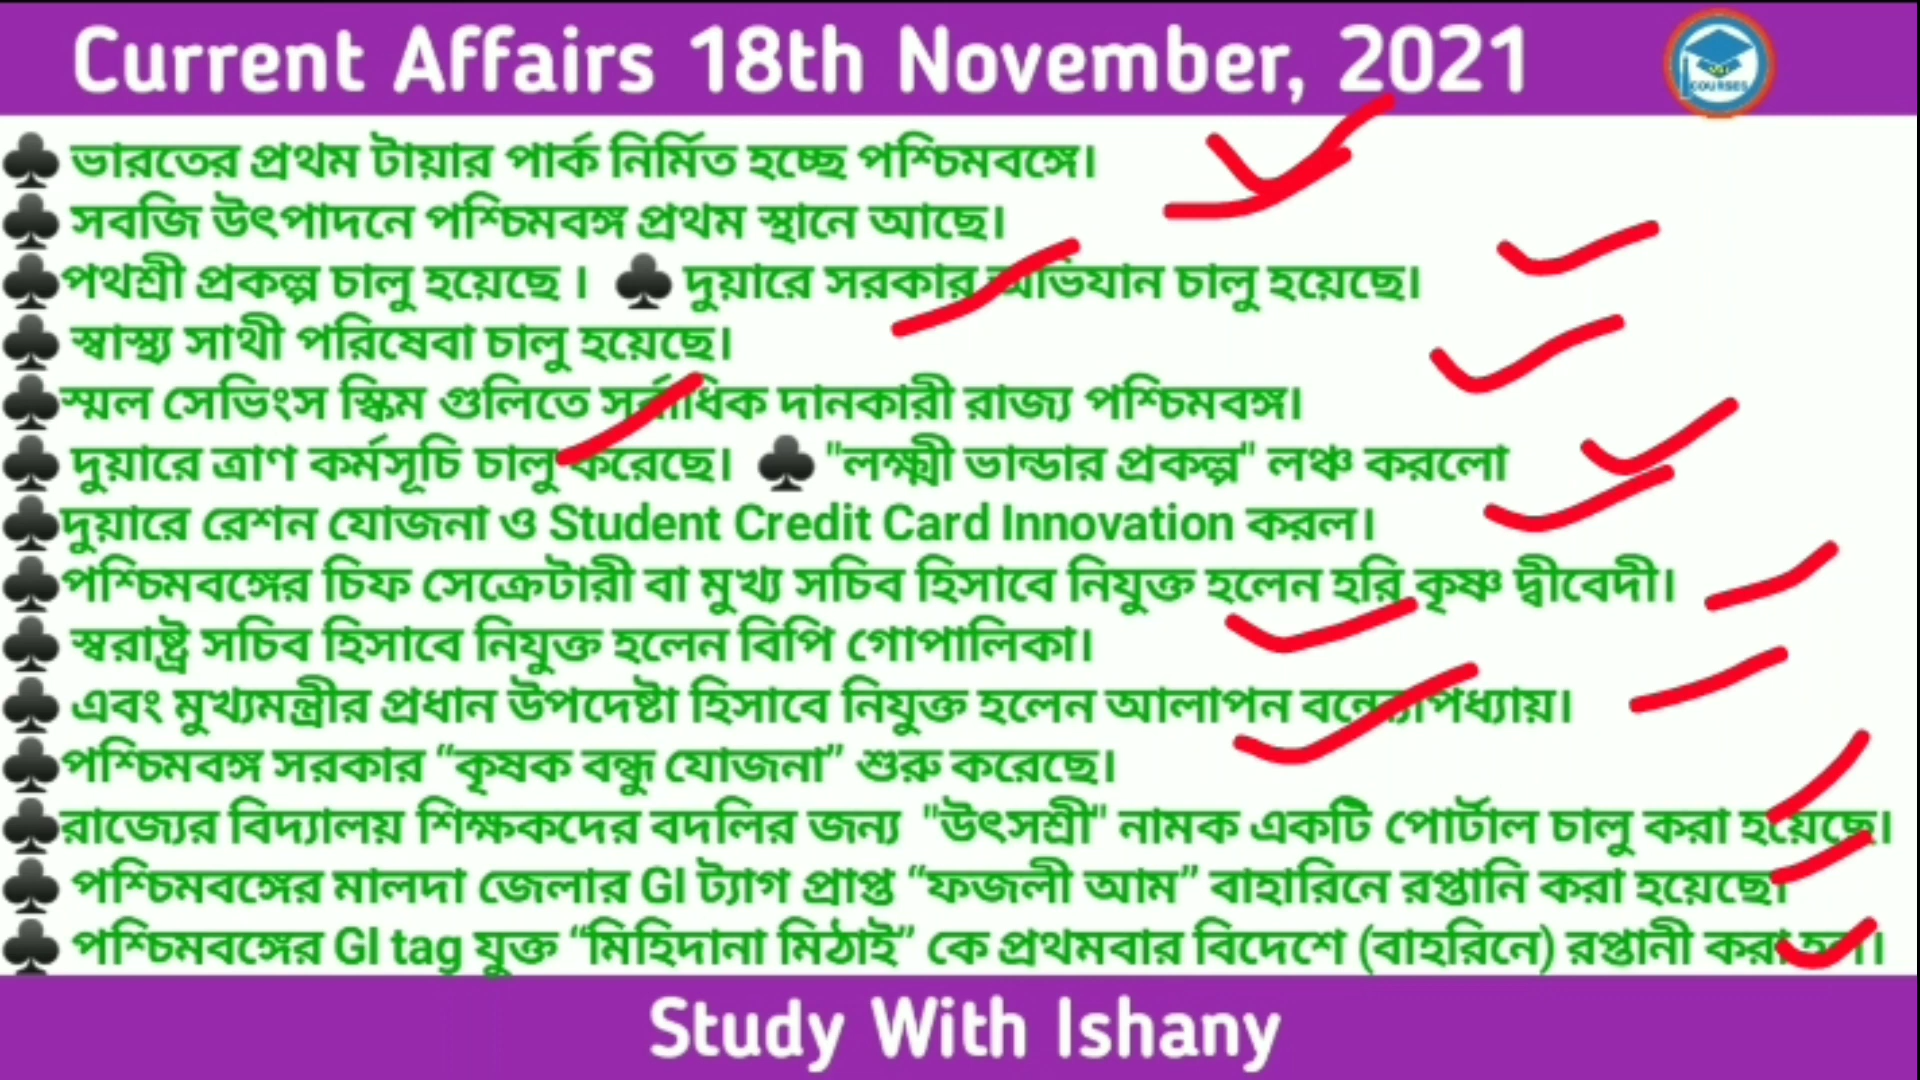 Current Affairs 18th November, 2021
COURSES
♣ ভারতের প্রথম টায়ার পার্ক নির্মিত হচ্ছে পশ্চিমবঙ্গে।
♣ সবজি উৎপাদনে পশ্চিমবঙ্গ প্রথম স্থানে আছে।
♣পথশ্রী প্রকল্প চালু হয়েছে । ♣ দুয়ারে সরকার অভিযান চালু হয়েছে।
♣ স্বাস্থ্য সাথী পরিষেবা চালু হয়েছে।
♣স্মল সেভিংস স্কিম গুলিতে সর্বাধিক দানকারী রাজ্য পশ্চিমবঙ্গ।
♣ দুয়ারে ত্রাণ কর্মসূচি চালু করেছে। ♣ "লক্ষ্মী ভান্ডার প্রকল্প" লঞ্চ করলো
♣দুয়ারে রেশন যোজনা ও Student Credit Card Innovation করল।
♣পশ্চিমবঙ্গের চিফ সেক্রেটারী বা মুখ্য সচিব হিসাবে নিযুক্ত হলেন হরি কৃষ্ণ দ্বীবেদী।
♣ স্বরাষ্ট্র সচিব হিসাবে নিযুক্ত হলেন বিপি গোপালিকা।
♣ এবং মুখ্যমন্ত্রীর প্রধান উপদেষ্টা হিসাবে নিযুক্ত হলেন আলাপন বন্দ্যোপধ্যায়।
♣পশ্চিমবঙ্গ সরকার “কৃষক বন্ধু যোজনা” শুরু করেছে।
♣রাজ্যের বিদ্যালয় শিক্ষকদের বদলির জন্য "উৎসশ্রী" নামক একটি পোর্টাল চালু করা হয়েছে।
♣ পশ্চিমবঙ্গের মালদা জেলার GI ট্যাগ প্রাপ্ত “ফজলী আম” বাহারিনে রপ্তানি করা হয়েছে।
♣ পশ্চিমবঙ্গের GI tag যুক্ত “মিহিদানা মিঠাই” কে প্রথমবার বিদেশে (বাহরিনে) রপ্তানী করা হল।
Study With Ishany